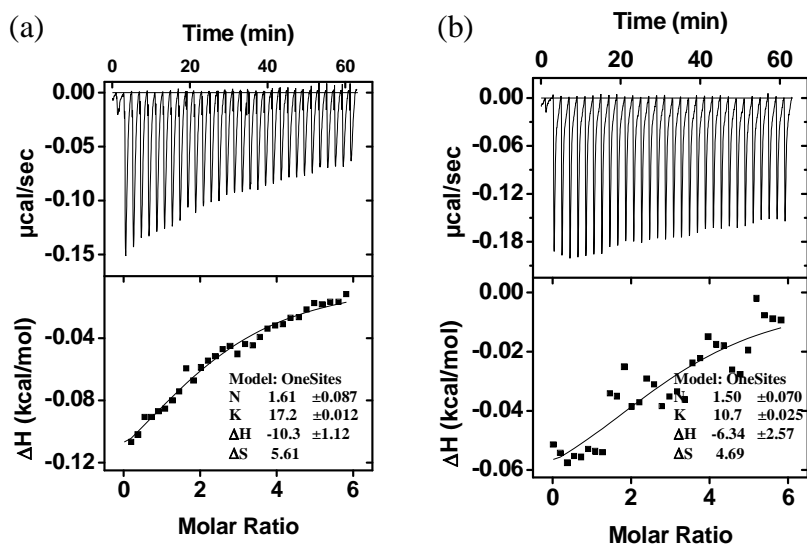 (a)
Time (min)
0 20 40 60
0.00
-0.05
-0.10
-0.15
µcal/sec
-0.04
-0.08
-0.12
ΔH (kcal/mol)
Model: OneSites
N 1.61 ±0.087
K 17.2 ±0.012
ΔH -10.3 ±1.12
ΔS 5.61
0 2 4 6
Molar Ratio
(b)
Time (min)
0 20 40 60
0.00
-0.06
-0.12
-0.18
µcal/sec
0.00
-0.02
-0.04
-0.06
ΔH (kcal/mol)
Model: OneSites
N 1.50 ±0.070
K 10.7 ±0.025
ΔH -6.34 ±2.57
ΔS 4.69
0 2 4 6
Molar Ratio